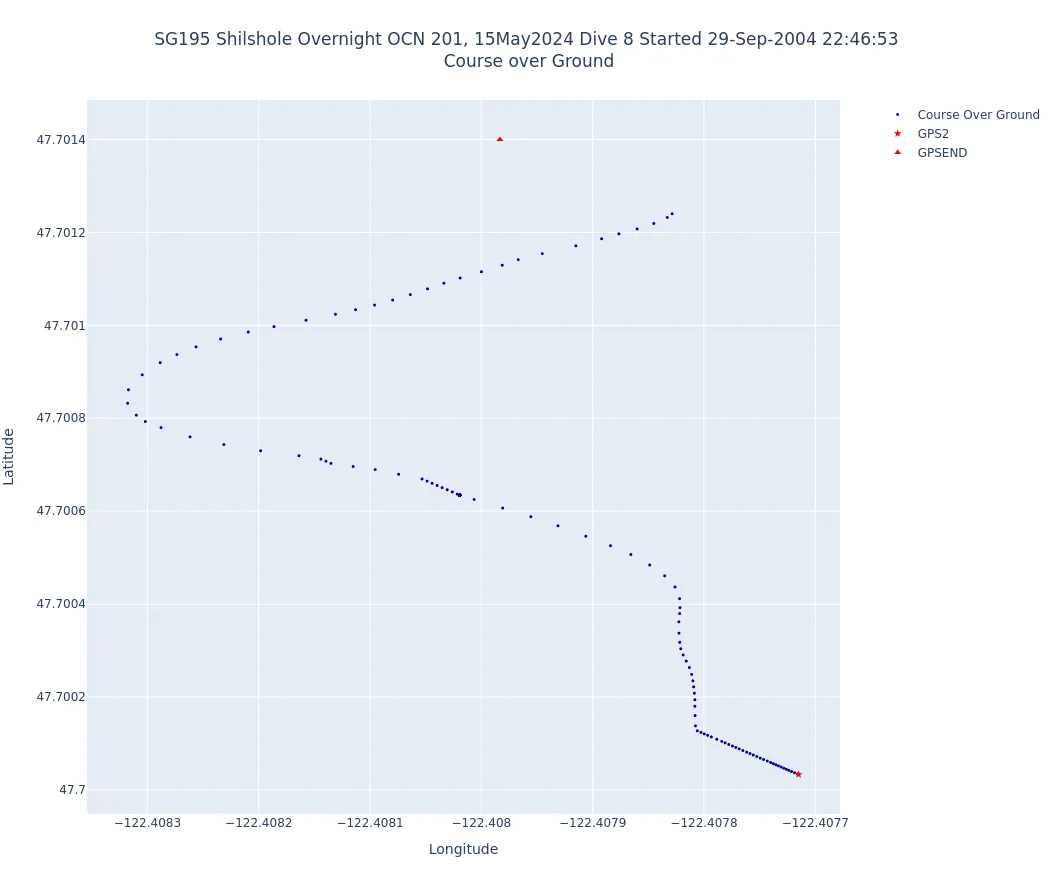 SG195 Shilshole Overnight OCN 201, 15May2024 Dive 8 Started 29-Sep-2004 22:46:53
Course over Ground
Course Over Ground
GPS2
GPSEND
47.7014
47.7012
47.701
47.7008
47.7006
47.7004
47.7002
47.7
Latitude
−122.4083
−122.4082
−122.4081
−122.408
−122.4079
−122.4078
−122.4077
Longitude